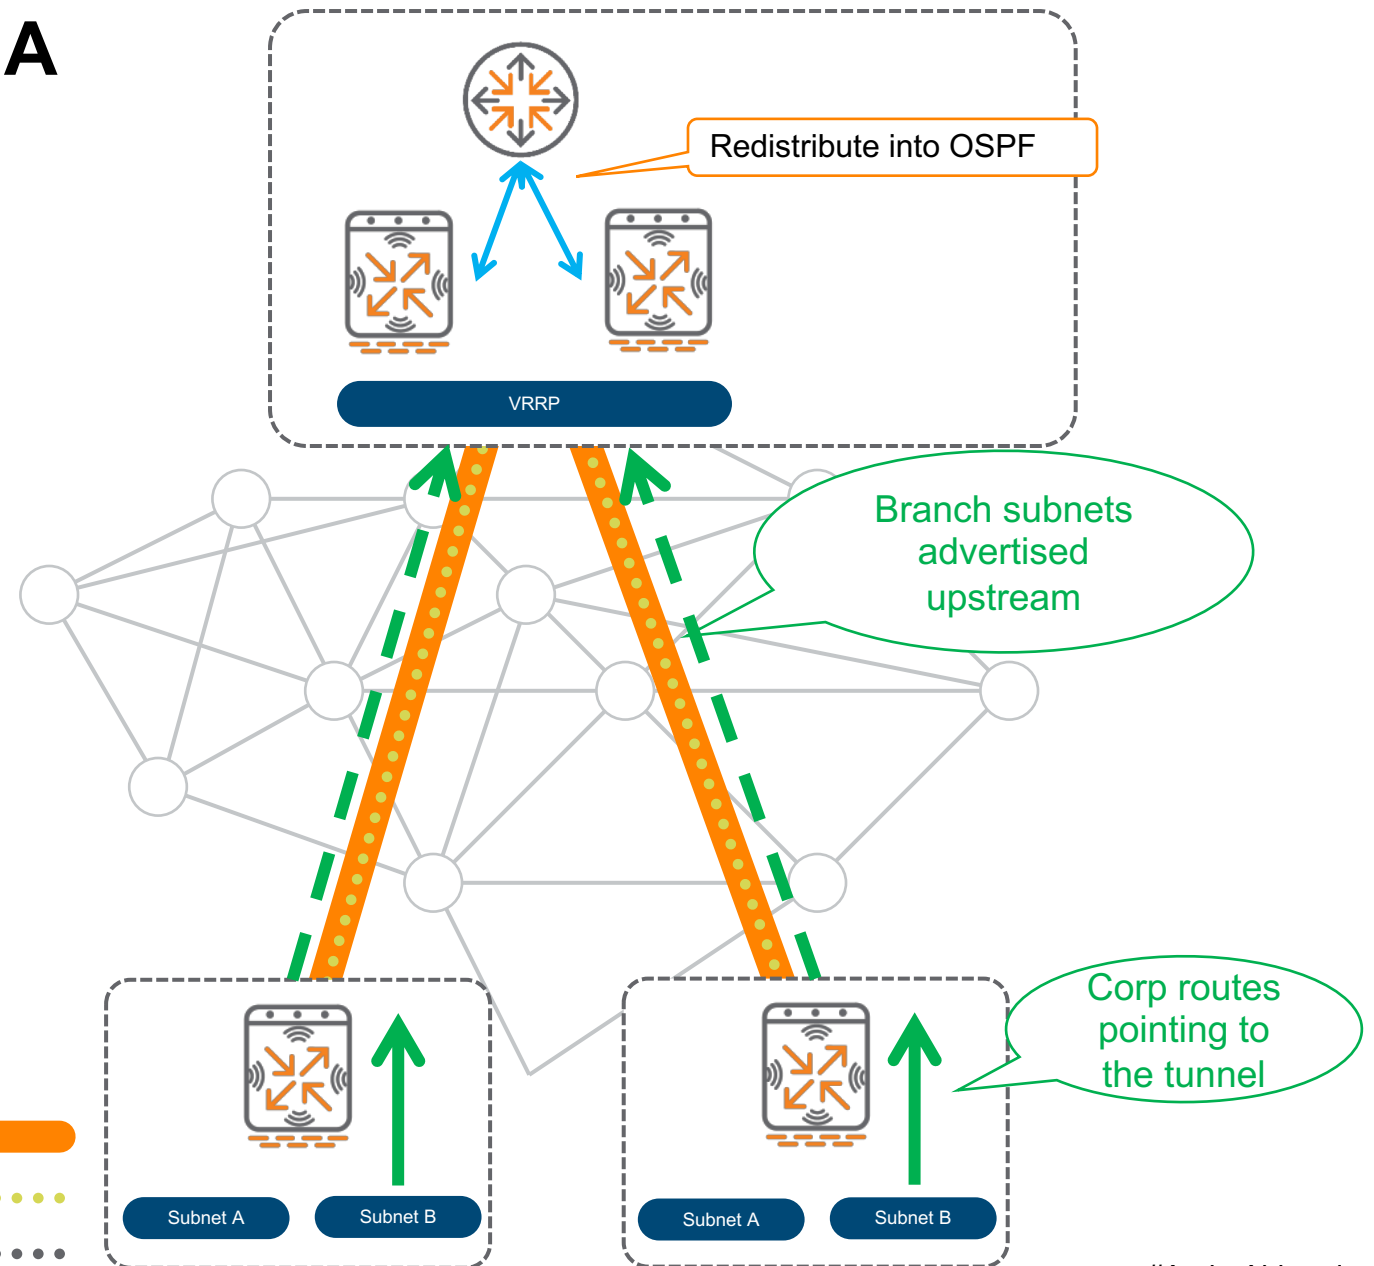 A
Redistribute into OSPF
VRRP
Branch subnets
advertised
upstream
Corp routes
pointing to
the tunnel
Subnet A
Subnet B
Subnet A
Subnet B